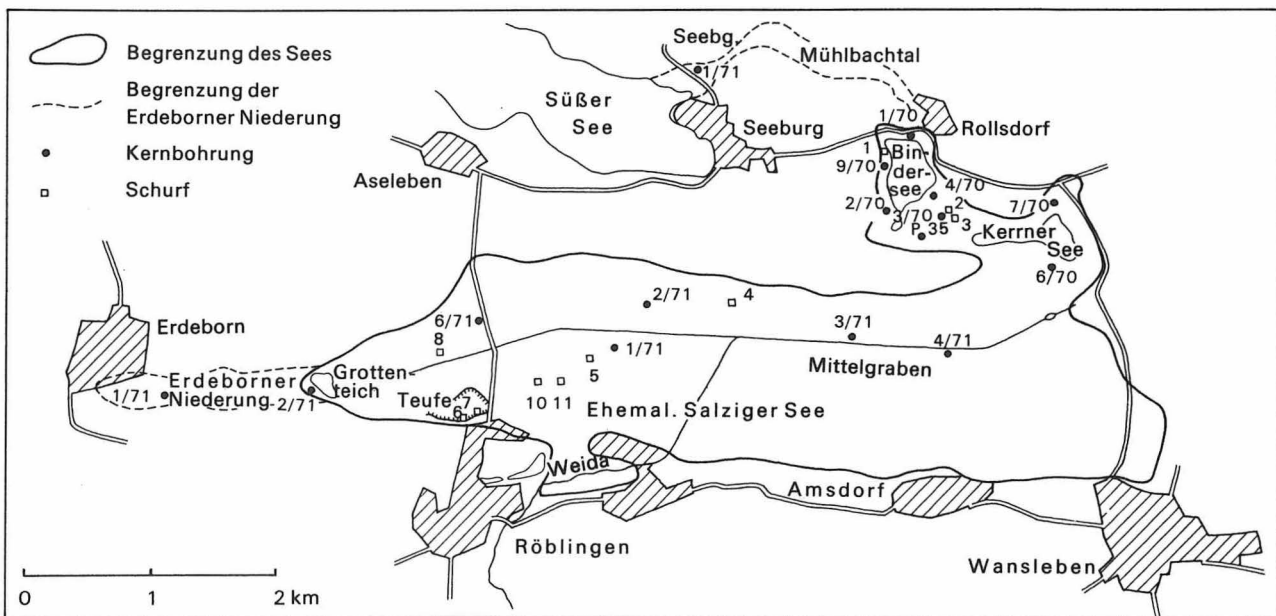 Begrenzung des Sees
Begrenzung der
Erdeborner Niederung
Kernbohrung
Schurf
Seebg.
1/71
Mühlbachtal
Süßer
See
Seeburg
1/70
Rollsdorf
Aseleben
1
Bin-
der-
see
9/70
4/70
2/70
3/70
2
3
P 35
7/70
Kerrner
See
6/70
2/71
4
6/71
8
3/71
4/71
1/71
Mittelgraben
Erdeborn
Erdeborner
Niederung
1/71
2/71
Grotten-
teich
Teufe
7
6
5
10
11
Ehemal. Salziger See
Weida
Amsdorf
Röblingen
Wansleben
0
1
2 km